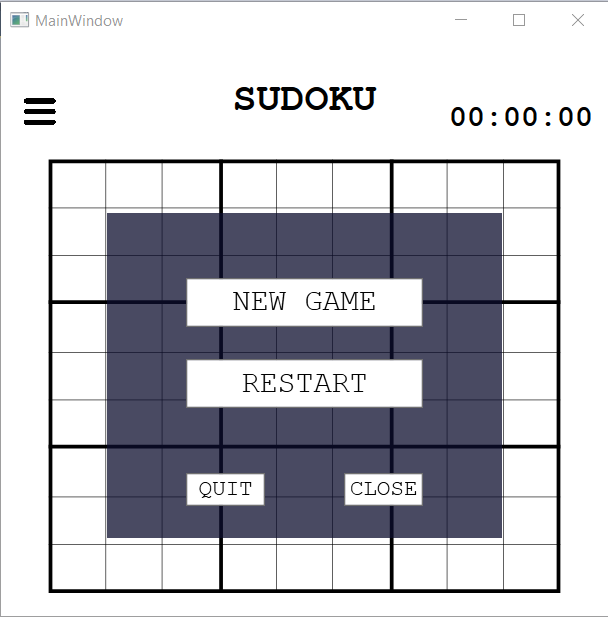 MainWindow
SUDOKU
00:00:00
NEW GAME
RESTART
QUIT
CLOSE